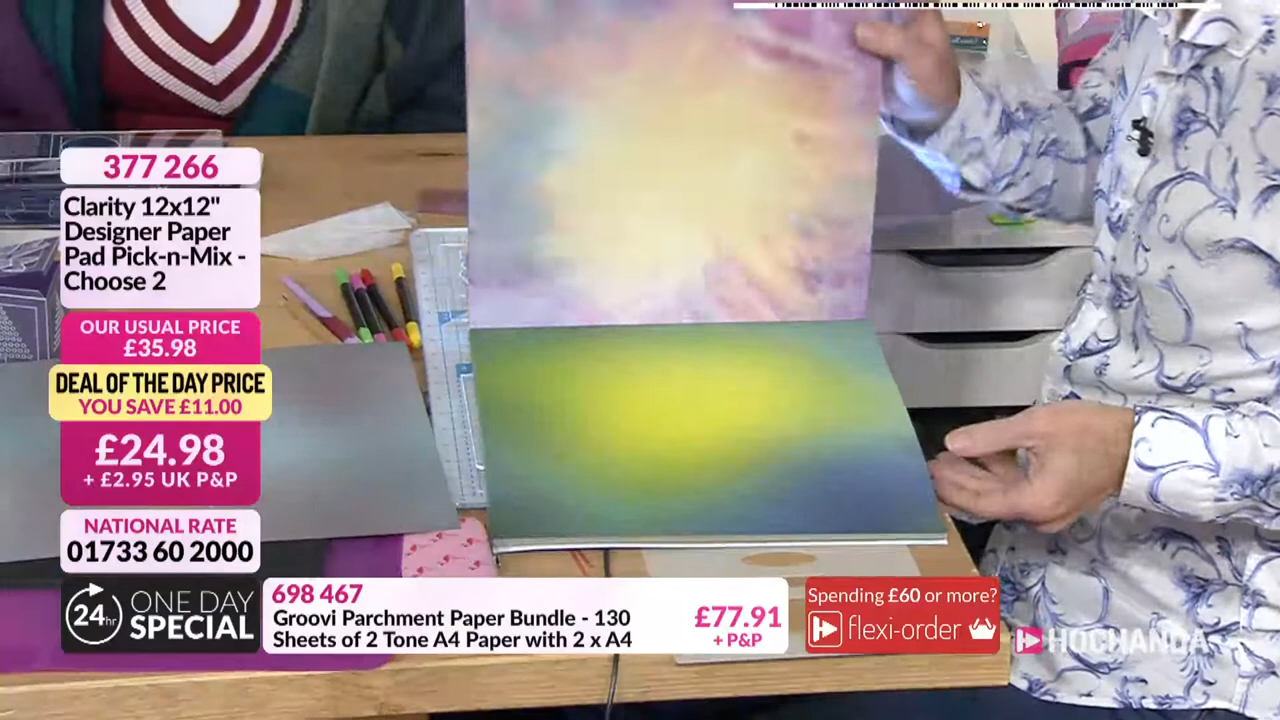 377 266
Clarity 12x12"
Designer Paper
Pad Pick-n-Mix -
Choose 2
OUR USUAL PRICE
£35.98
DEAL OF THE DAY PRICE
YOU SAVE £11.00
£24.98
+ £2.95 UK P&P
NATIONAL RATE
01733 60 2000
24hr ONE DAY
SPECIAL
698 467
Groovi Parchment Paper Bundle - 130
Sheets of 2 Tone A4 Paper with 2 x A4
£77.91
+ P&P
Spending £60 or more?
flexi-order
HOCHANDA